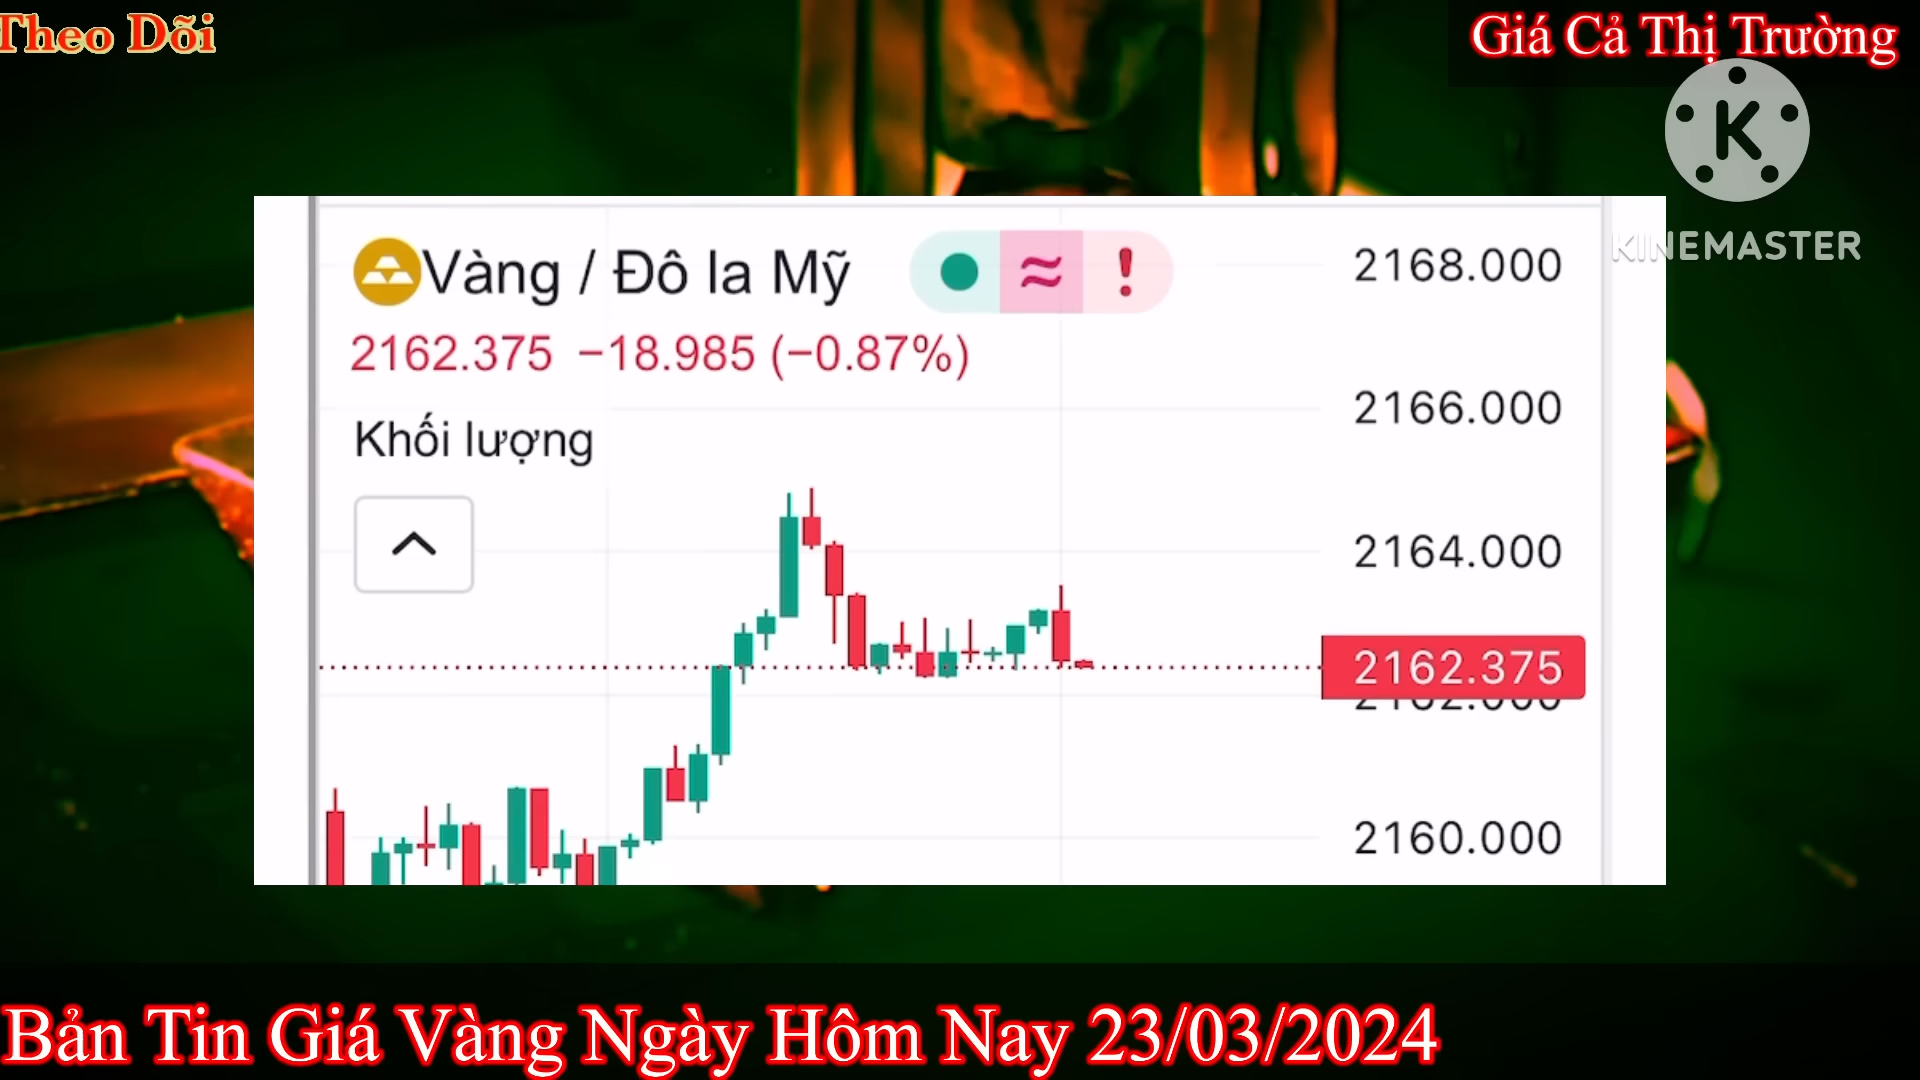 Theo Dõi
Giá Cả Thị Trường
K
KINEMASTER
Vàng / Đô la Mỹ
2162.375 −18.985 (−0.87%)
Khối lượng
2168.000
2166.000
2164.000
2162.375
2162.000
2160.000
Bản Tin Giá Vàng Ngày Hôm Nay 23/03/2024